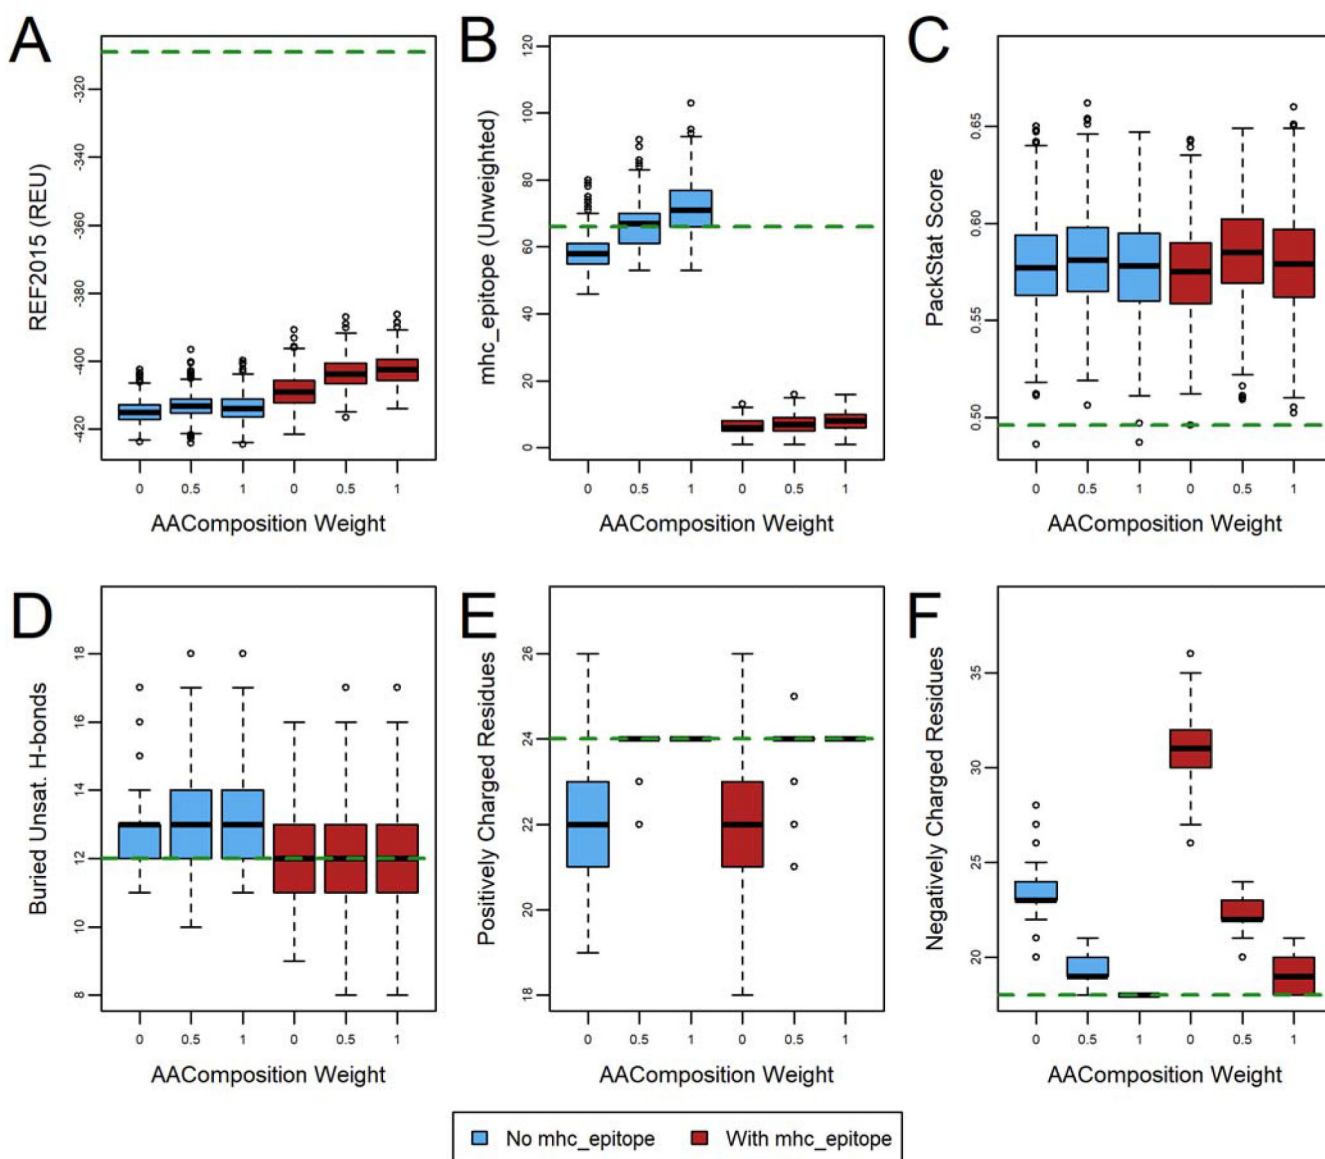 A
REF2015 (REU)
-320
-340
-360
-380
-400
-420
0 0.5 1 0 0.5 1
AAComposition Weight
B
mhc_epitope (Unweighted)
120
100
80
60
40
20
0
0 0.5 1 0 0.5 1
AAComposition Weight
C
PackStat Score
0.65
0.60
0.55
0.50
0 0.5 1 0 0.5 1
AAComposition Weight
D
Buried Unsat. H-bonds
18
16
14
12
10
8
0 0.5 1 0 0.5 1
AAComposition Weight
E
Positively Charged Residues
26
24
22
20
18
0 0.5 1 0 0.5 1
AAComposition Weight
F
Negatively Charged Residues
35
30
25
20
0 0.5 1 0 0.5 1
AAComposition Weight
No mhc_epitope With mhc_epitope